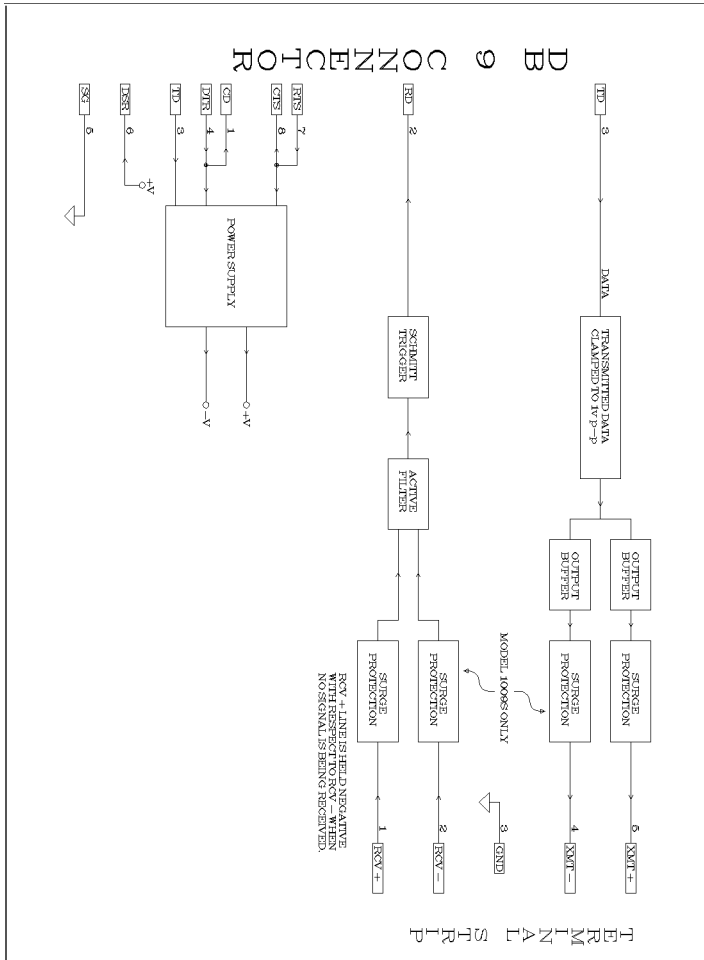 DB 9 CONNECTOR
TERMINAL STRIP
TD
3
DATA
TRANSMITTED DATA
CLAMPED TO 1v p-p
OUTPUT
BUFFER
SURGE
PROTECTION
5
XMT +
OUTPUT
BUFFER
SURGE
PROTECTION
4
XMT -
MODEL 1009S ONLY
3
GND
RD
2
SCHMITT
TRIGGER
ACTIVE
FILTER
SURGE
PROTECTION
2
RCV -
SURGE
PROTECTION
1
RCV +
RCV + LINE IS HELD NEGATIVE
WITH RESPECT TO RCV - WHEN
NO SIGNAL IS BEING RECEIVED.
RTS
7
CTS
8
CD
1
DTR
4
TD
3
POWER SUPPLY
+V
-V
DSR
6
+V
SG
5